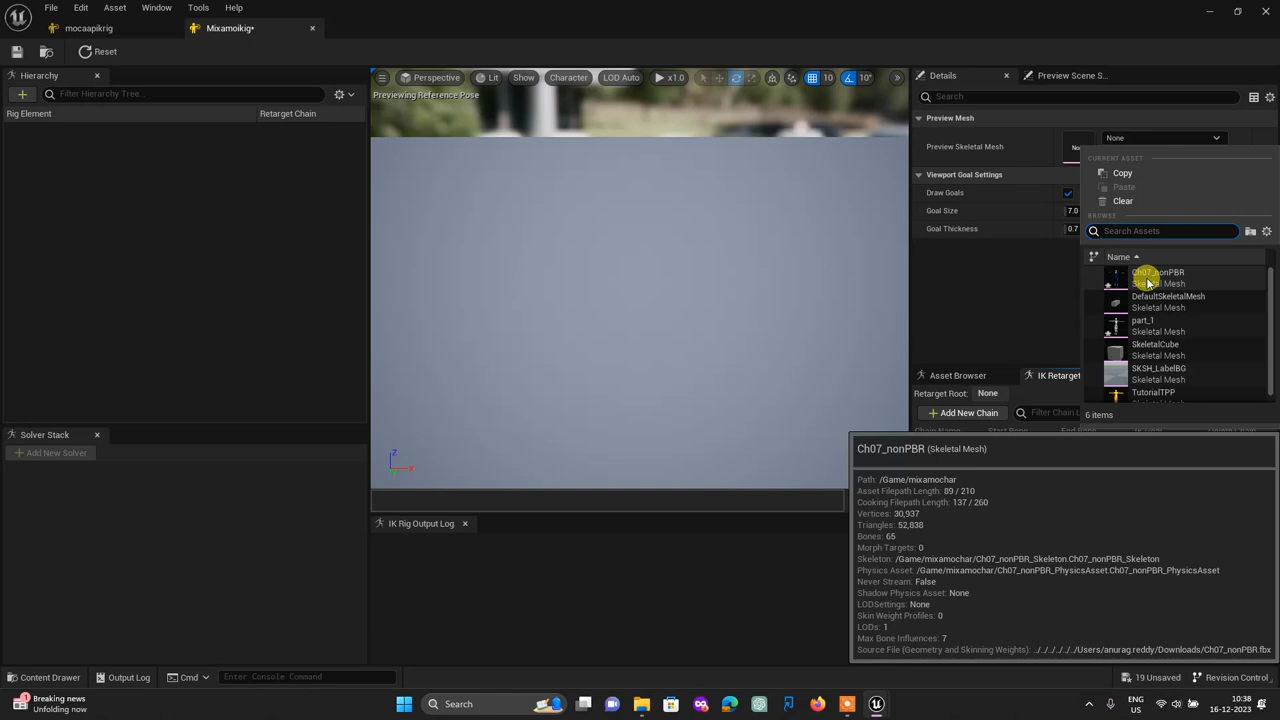 File Edit Asset Window Tools Help
mocaapikrig
Mixamoikig*
Reset
Hierarchy
Filter Hierarchy Tree...
Rig Element Retarget Chain
Solver Stack
Add New Solver
Perspective Lit Show Character LOD Auto x1.0 10 10°
Previewing Reference Pose
Z
X
IK Rig Output Log
Details
Preview Scene S...
Search
Preview Mesh
Preview Skeletal Mesh
None
Viewport Goal Settings
Draw Goals
Goal Size 7.0
Goal Thickness 0.7
CURRENT ASSET
Copy
Paste
Clear
BROWSE
Search Assets
Name
Ch07_nonPBR
Skeletal Mesh
DefaultSkeletalMesh
Skeletal Mesh
part_1
Skeletal Mesh
SkeletalCube
Skeletal Mesh
SKSH_LabelBG
Skeletal Mesh
TutorialTPP
6 items
Asset Browser
IK Retarget
Retarget Root: None
Add New Chain
Filter Chain L
Ch07_nonPBR (Skeletal Mesh)
Path: /Game/mixamochar
Asset Filepath Length: 89 / 210
Cooking Filepath Length: 137 / 260
Vertices: 30,937
Triangles: 52,838
Bones: 65
Morph Targets: 0
Skeleton: /Game/mixamochar/Ch07_nonPBR_Skeleton.Ch07_nonPBR_Skeleton
Physics Asset: /Game/mixamochar/Ch07_nonPBR_PhysicsAsset.Ch07_nonPBR_PhysicsAsset
Never Stream: False
Shadow Physics Asset: None
LODSettings: None
Skin Weight Profiles: 0
LODs: 1
Max Bone Influences: 7
Source File (Geometry and Skinning Weights): ../../../../../../Users/anurag.reddy/Downloads/Ch07_nonPBR.fbx
Content Drawer Output Log Cmd Enter Console Command
19 Unsaved Revision Control
Breaking news
Unfolding now
Search
ENG
US
10:38
16-12-2023